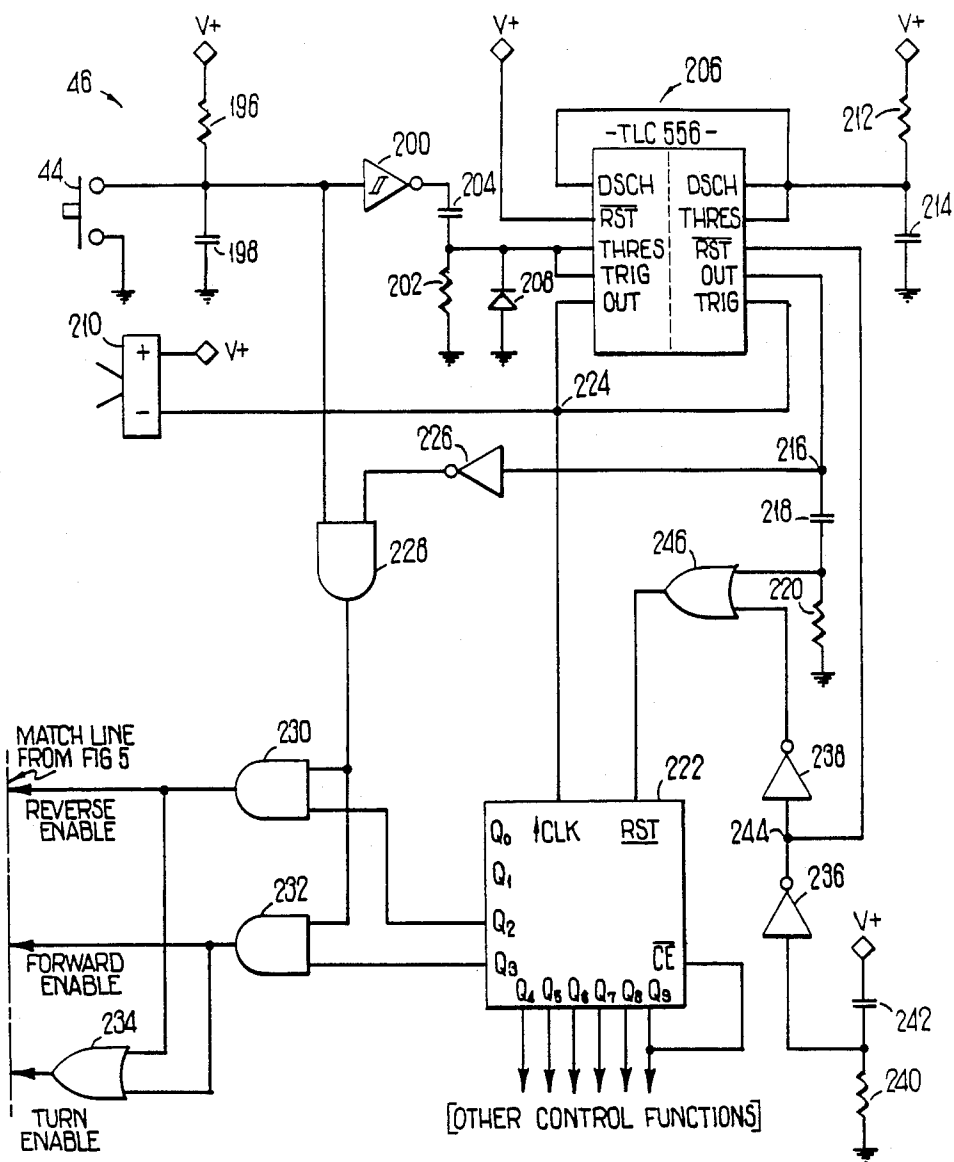 V+
V+
V+
46
196
206
212
-TLC 556-
44
200
204
DSCH
DSCH
RST
THRES
214
198
THRES
RST
202
208
TRIG
OUT
OUT
TRIG
210
+
V+
-
224
226
216
218
228
246
220
MATCH LINE
FROM FIG 5
230
222
238
REVERSE
ENABLE
Q0
CLK
RST
244
Q1
232
236
Q2
V+
FORWARD
ENABLE
Q3
CE
Q4 Q5 Q6 Q7 Q8 Q9
242
234
240
TURN
ENABLE
[OTHER CONTROL FUNCTIONS]